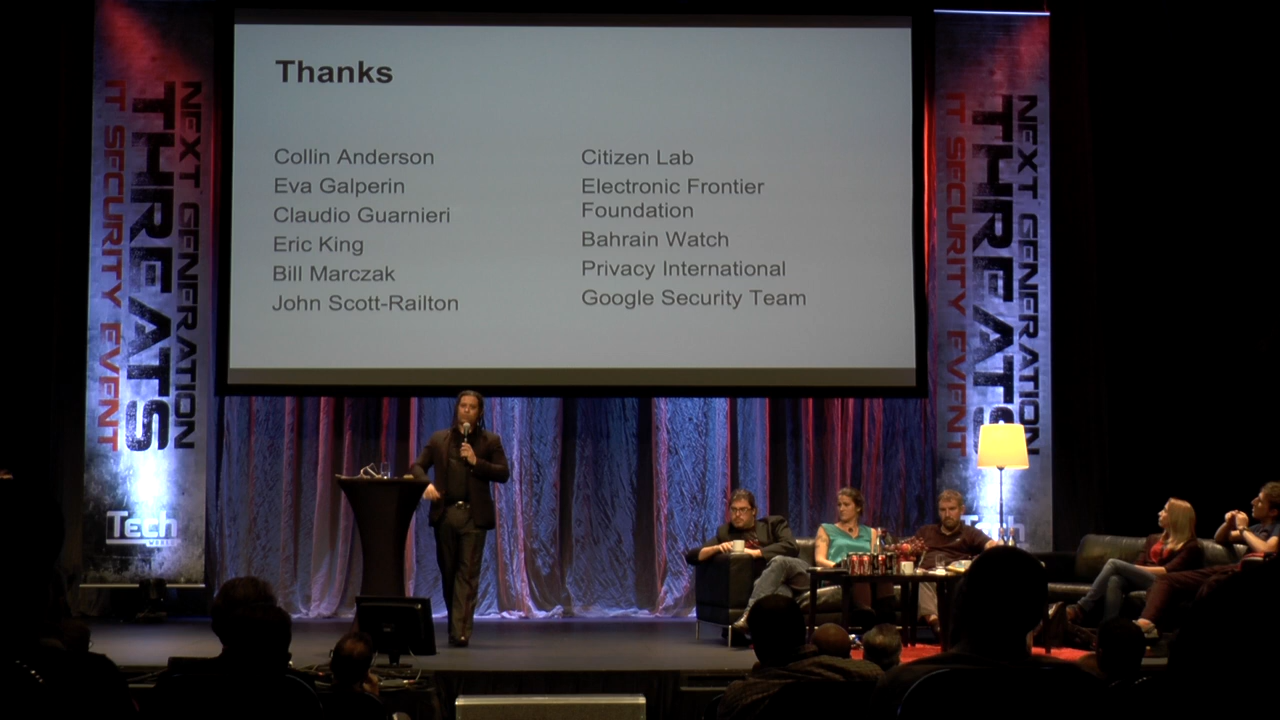 Thanks
Collin Anderson
Eva Galperin
Claudio Guarnieri
Eric King
Bill Marczak
John Scott-Railton
Citizen Lab
Electronic Frontier
Foundation
Bahrain Watch
Privacy International
Google Security Team
NEXT GENERATION
THREATS
IT SECURITY EVENT
Tech
WORLD
NEXT GENERATION
THREATS
IT SECURITY EVENT
Tech